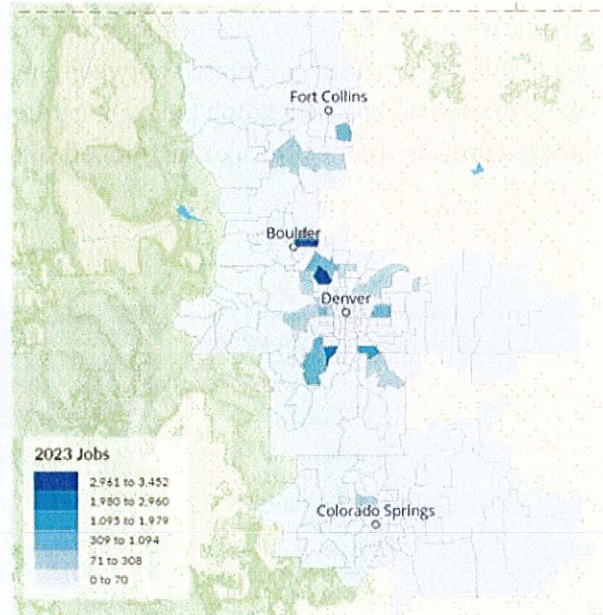 Fort Collins
Boulder
Denver
2023 Jobs
2,961 to 3,452
1,980 to 2,960
1,095 to 1,979
309 to 1,094
71 to 308
0 to 70
Colorado Springs